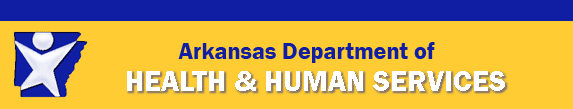 Arkansas Department of
HEALTH & HUMAN SERVICES